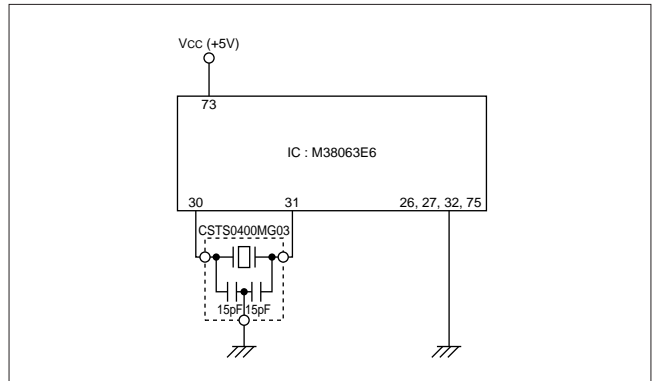 VCC (+5V)
73
IC : M38063E6
30 31 26, 27, 32, 75
CSTS0400MG03
15pF 15pF